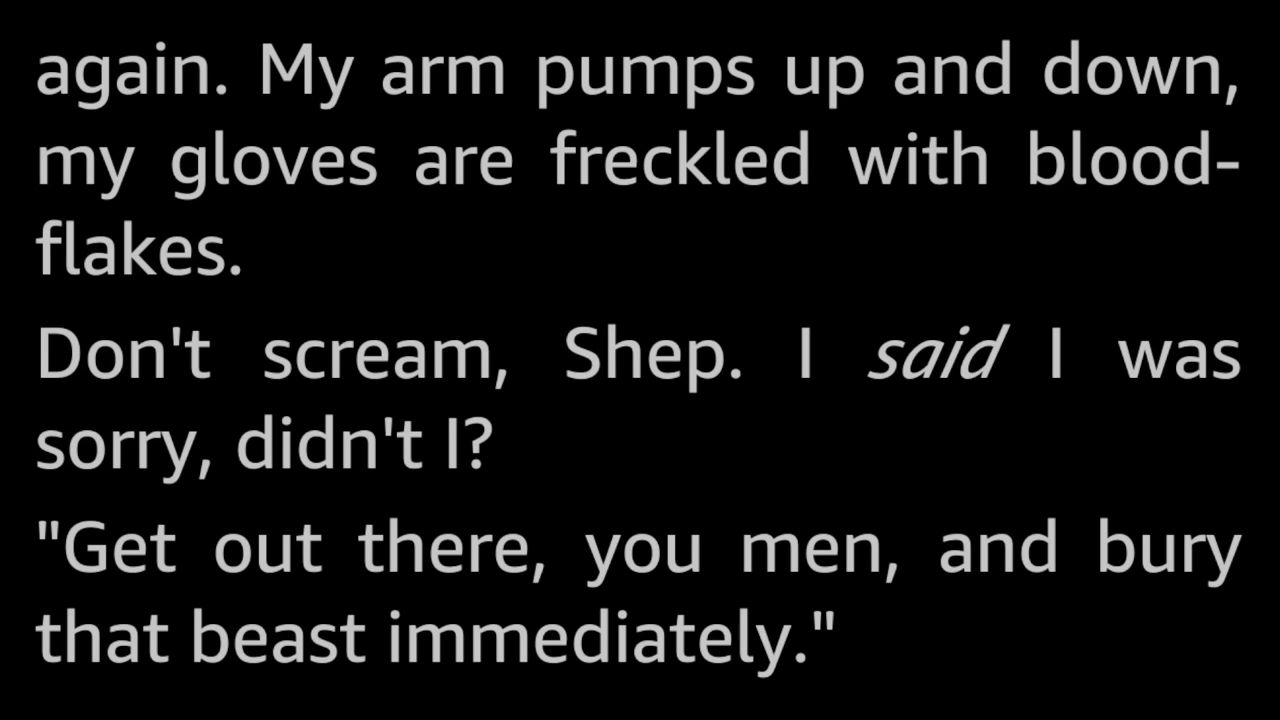 again. My arm pumps up and down,
my gloves are freckled with blood-
flakes.
Don't scream, Shep. I said I was
sorry, didn't I?
"Get out there, you men, and bury
that beast immediately."